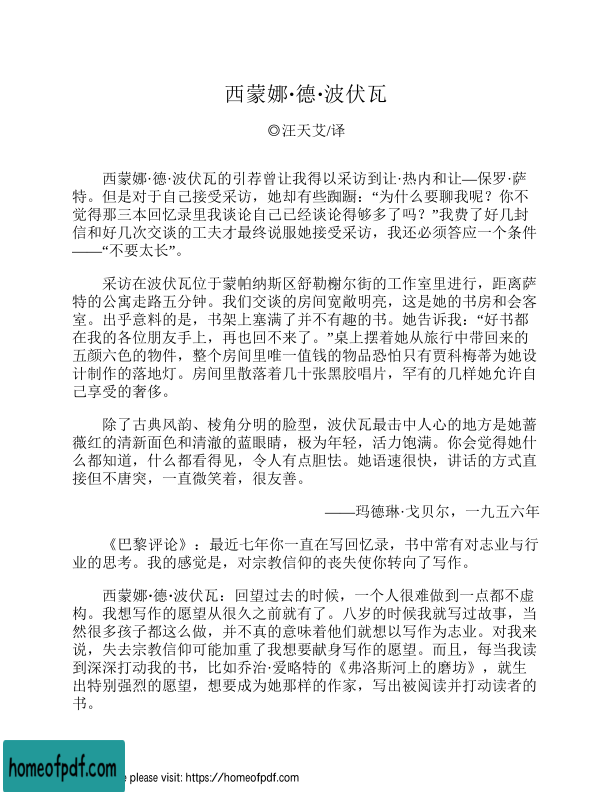 西蒙娜·德·波伏瓦
◎汪天艾/译
西蒙娜·德·波伏瓦的引荐曾让我得以采访到让·热内和让—保罗·萨
特。但是对于自己接受采访，她却有些踟蹰：“为什么要聊我呢？你不
觉得那三本回忆录里我谈论自己已经谈论得够多了吗？”我费了好几封
信和好几次交谈的工夫才最终说服她接受采访，我还必须答应一个条件
——“不要太长”。
采访在波伏瓦位于蒙帕纳斯区舒勒榭尔街的工作室里进行，距离萨
特的公寓走路五分钟。我们交谈的房间宽敞明亮，这是她的书房和会客
室。出乎意料的是，书架上塞满了并不有趣的书。她告诉我：“好书都
在我的各位朋友手上，再也回不来了。”桌上摆着她从旅行中带回来的
五颜六色的物件，整个房间里唯一值钱的物品恐怕只有贾科梅蒂为她设
计制作的落地灯。房间里散落着几十张黑胶唱片，罕有的几样她允许自
己享受的奢侈。
除了古典风韵、棱角分明的脸型，波伏瓦最击中人心的地方是她蔷
薇红的清新面色和清澈的蓝眼睛，极为年轻，活力饱满。你会觉得她什
么都知道，什么都看得见，令人有点胆怯。她语速很快，讲话的方式直
接但不唐突，一直微笑着，很友善。
——玛德琳·戈贝尔，一九五六年
《巴黎评论》：最近七年你一直在写回忆录，书中常有对志业与行
业的思考。我的感觉是，对宗教信仰的丧失使你转向了写作。
西蒙娜·德·波伏瓦：回望过去的时候，一个人很难做到一点都不虚
构。我想写作的愿望从很久之前就有了。八岁的时候我就写过故事，当
然很多孩子都这么做，并不真的意味着他们就想以写作为志业。对我来
说，失去宗教信仰可能加重了我想要献身写作的愿望。而且，每当我读
到深深打动我的书，比如乔治·爱略特的《弗洛斯河上的磨坊》，就生
出特别强烈的愿望，想要成为她那样的作家，写出被阅读并打动读者的
书。
homeofpdf.com
please visit: https://homeofpdf.com